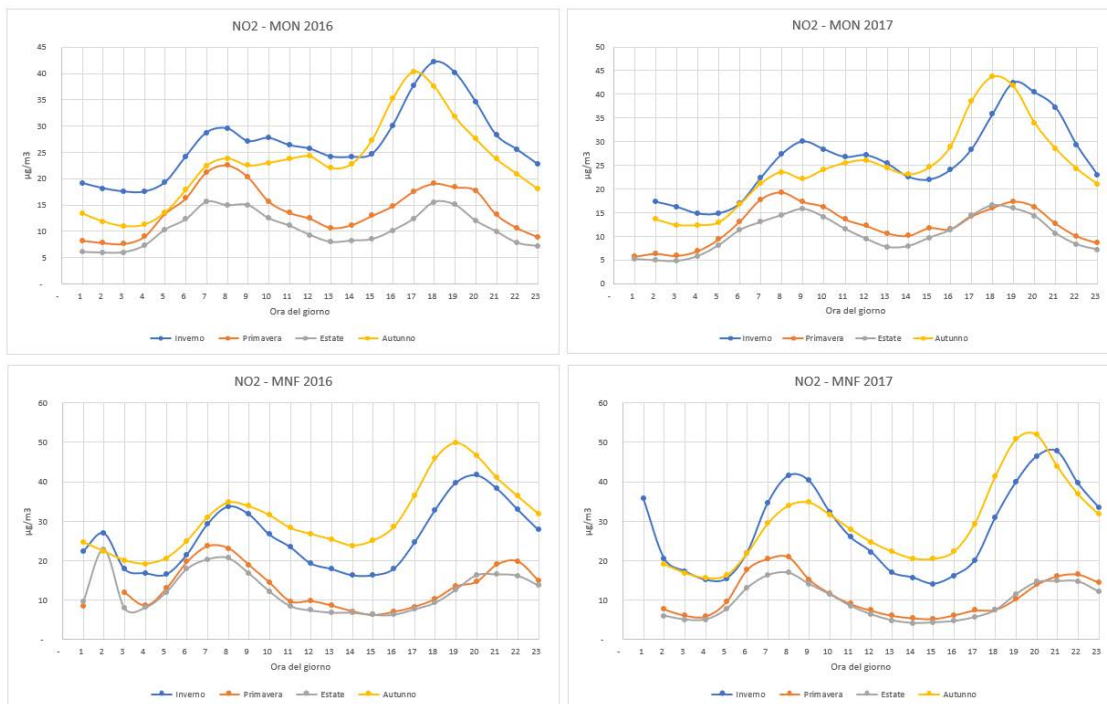 NO2 - MON 2016
45
40
35
30
25
20
15
10
5
-
µg/m3
- 1 2 3 4 5 6 7 8 9 10 11 12 13 14 15 16 17 18 19 20 21 22 23
Ora del giorno
Inverno Primavera Estate Autunno
NO2 - MON 2017
50
45
40
35
30
25
20
15
10
5
0
µg/m3
- 1 2 3 4 5 6 7 8 9 10 11 12 13 14 15 16 17 18 19 20 21 22 23
Ora del giorno
Inverno Primavera Estate Autunno
NO2 - MNF 2016
60
50
40
30
20
10
-
µg/m3
- 1 2 3 4 5 6 7 8 9 10 11 12 13 14 15 16 17 18 19 20 21 22 23
Ora del giorno
Inverno Primavera Estate Autunno
NO2 - MNF 2017
60
50
40
30
20
10
-
µg/m3
- 1 2 3 4 5 6 7 8 9 10 11 12 13 14 15 16 17 18 19 20 21 22 23
Ora del giorno
Inverno Primavera Estate Autunno